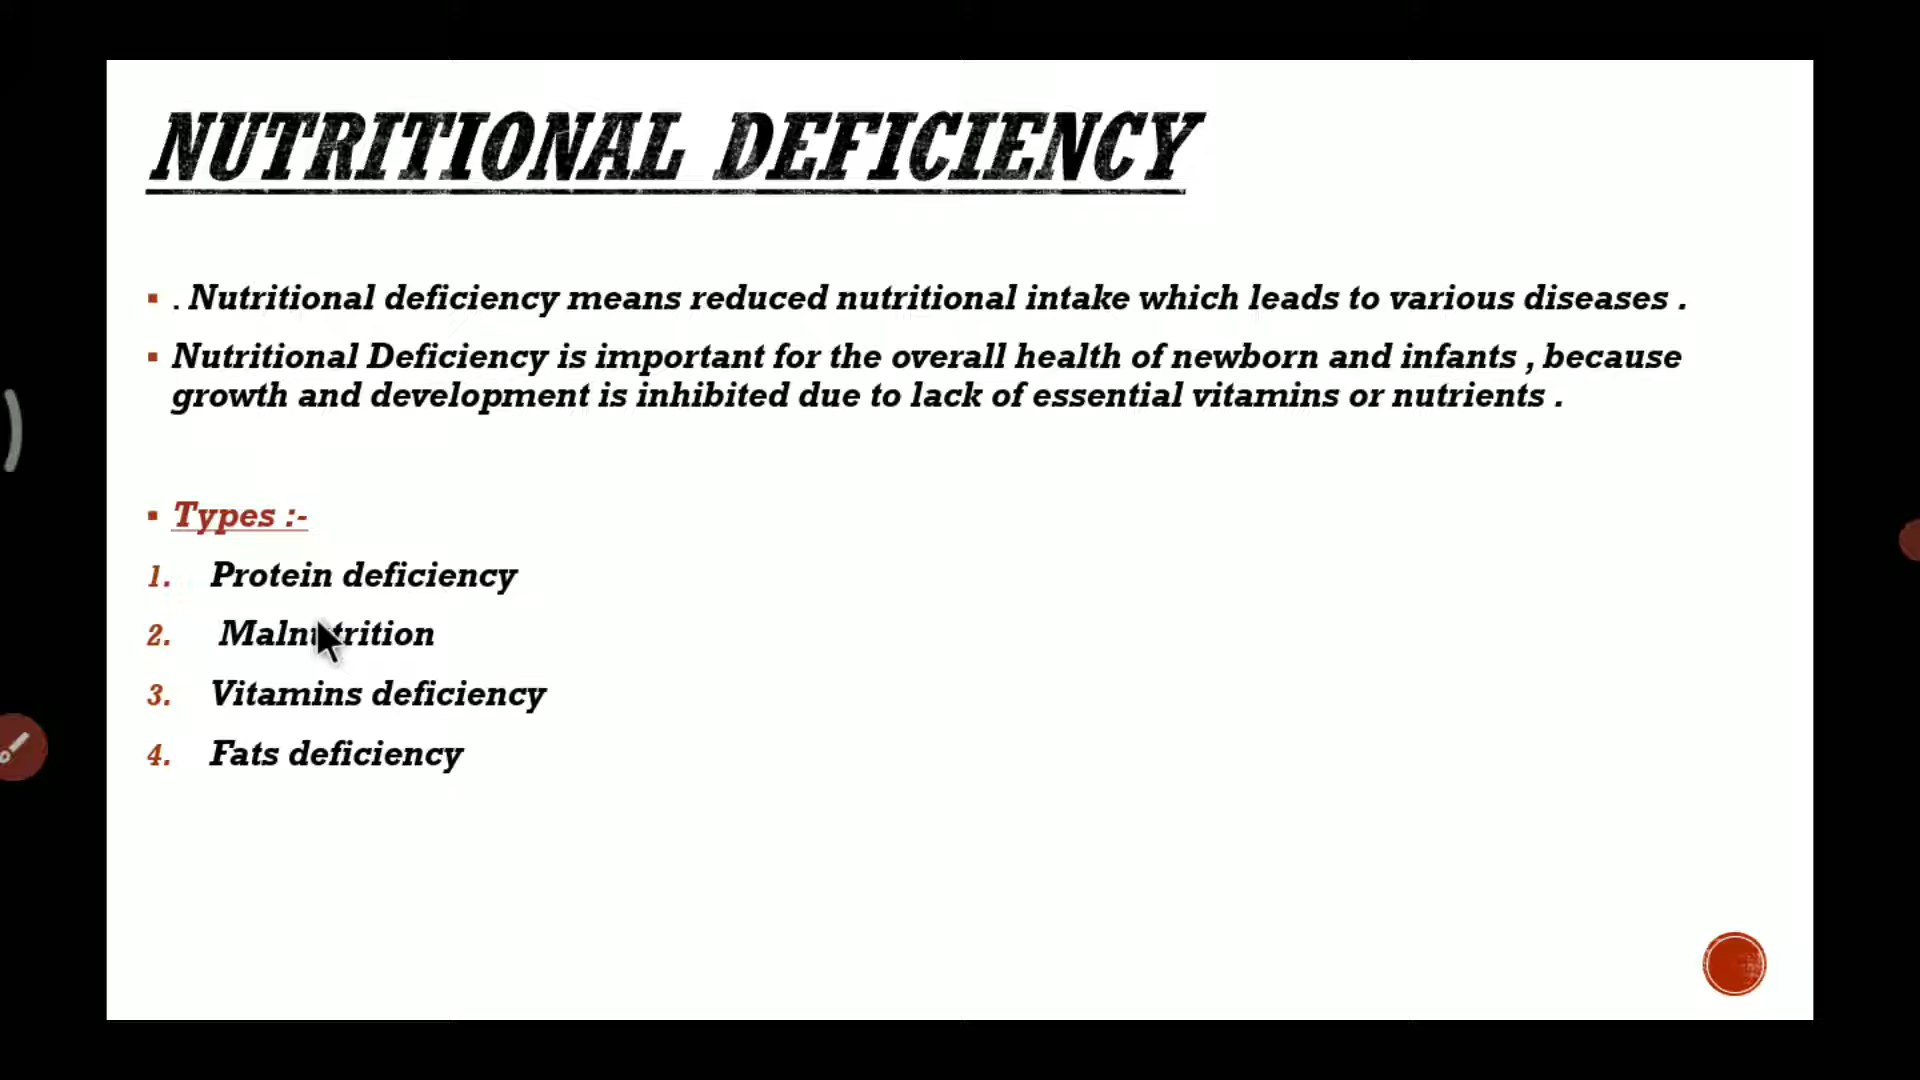 NUTRITIONAL DEFICIENCY
▪ . Nutritional deficiency means reduced nutritional intake which leads to various diseases .
▪ Nutritional Deficiency is important for the overall health of newborn and infants , because
growth and development is inhibited due to lack of essential vitamins or nutrients .
▪ Types :-
1. Protein deficiency
2. Malnutrition
3. Vitamins deficiency
4. Fats deficiency